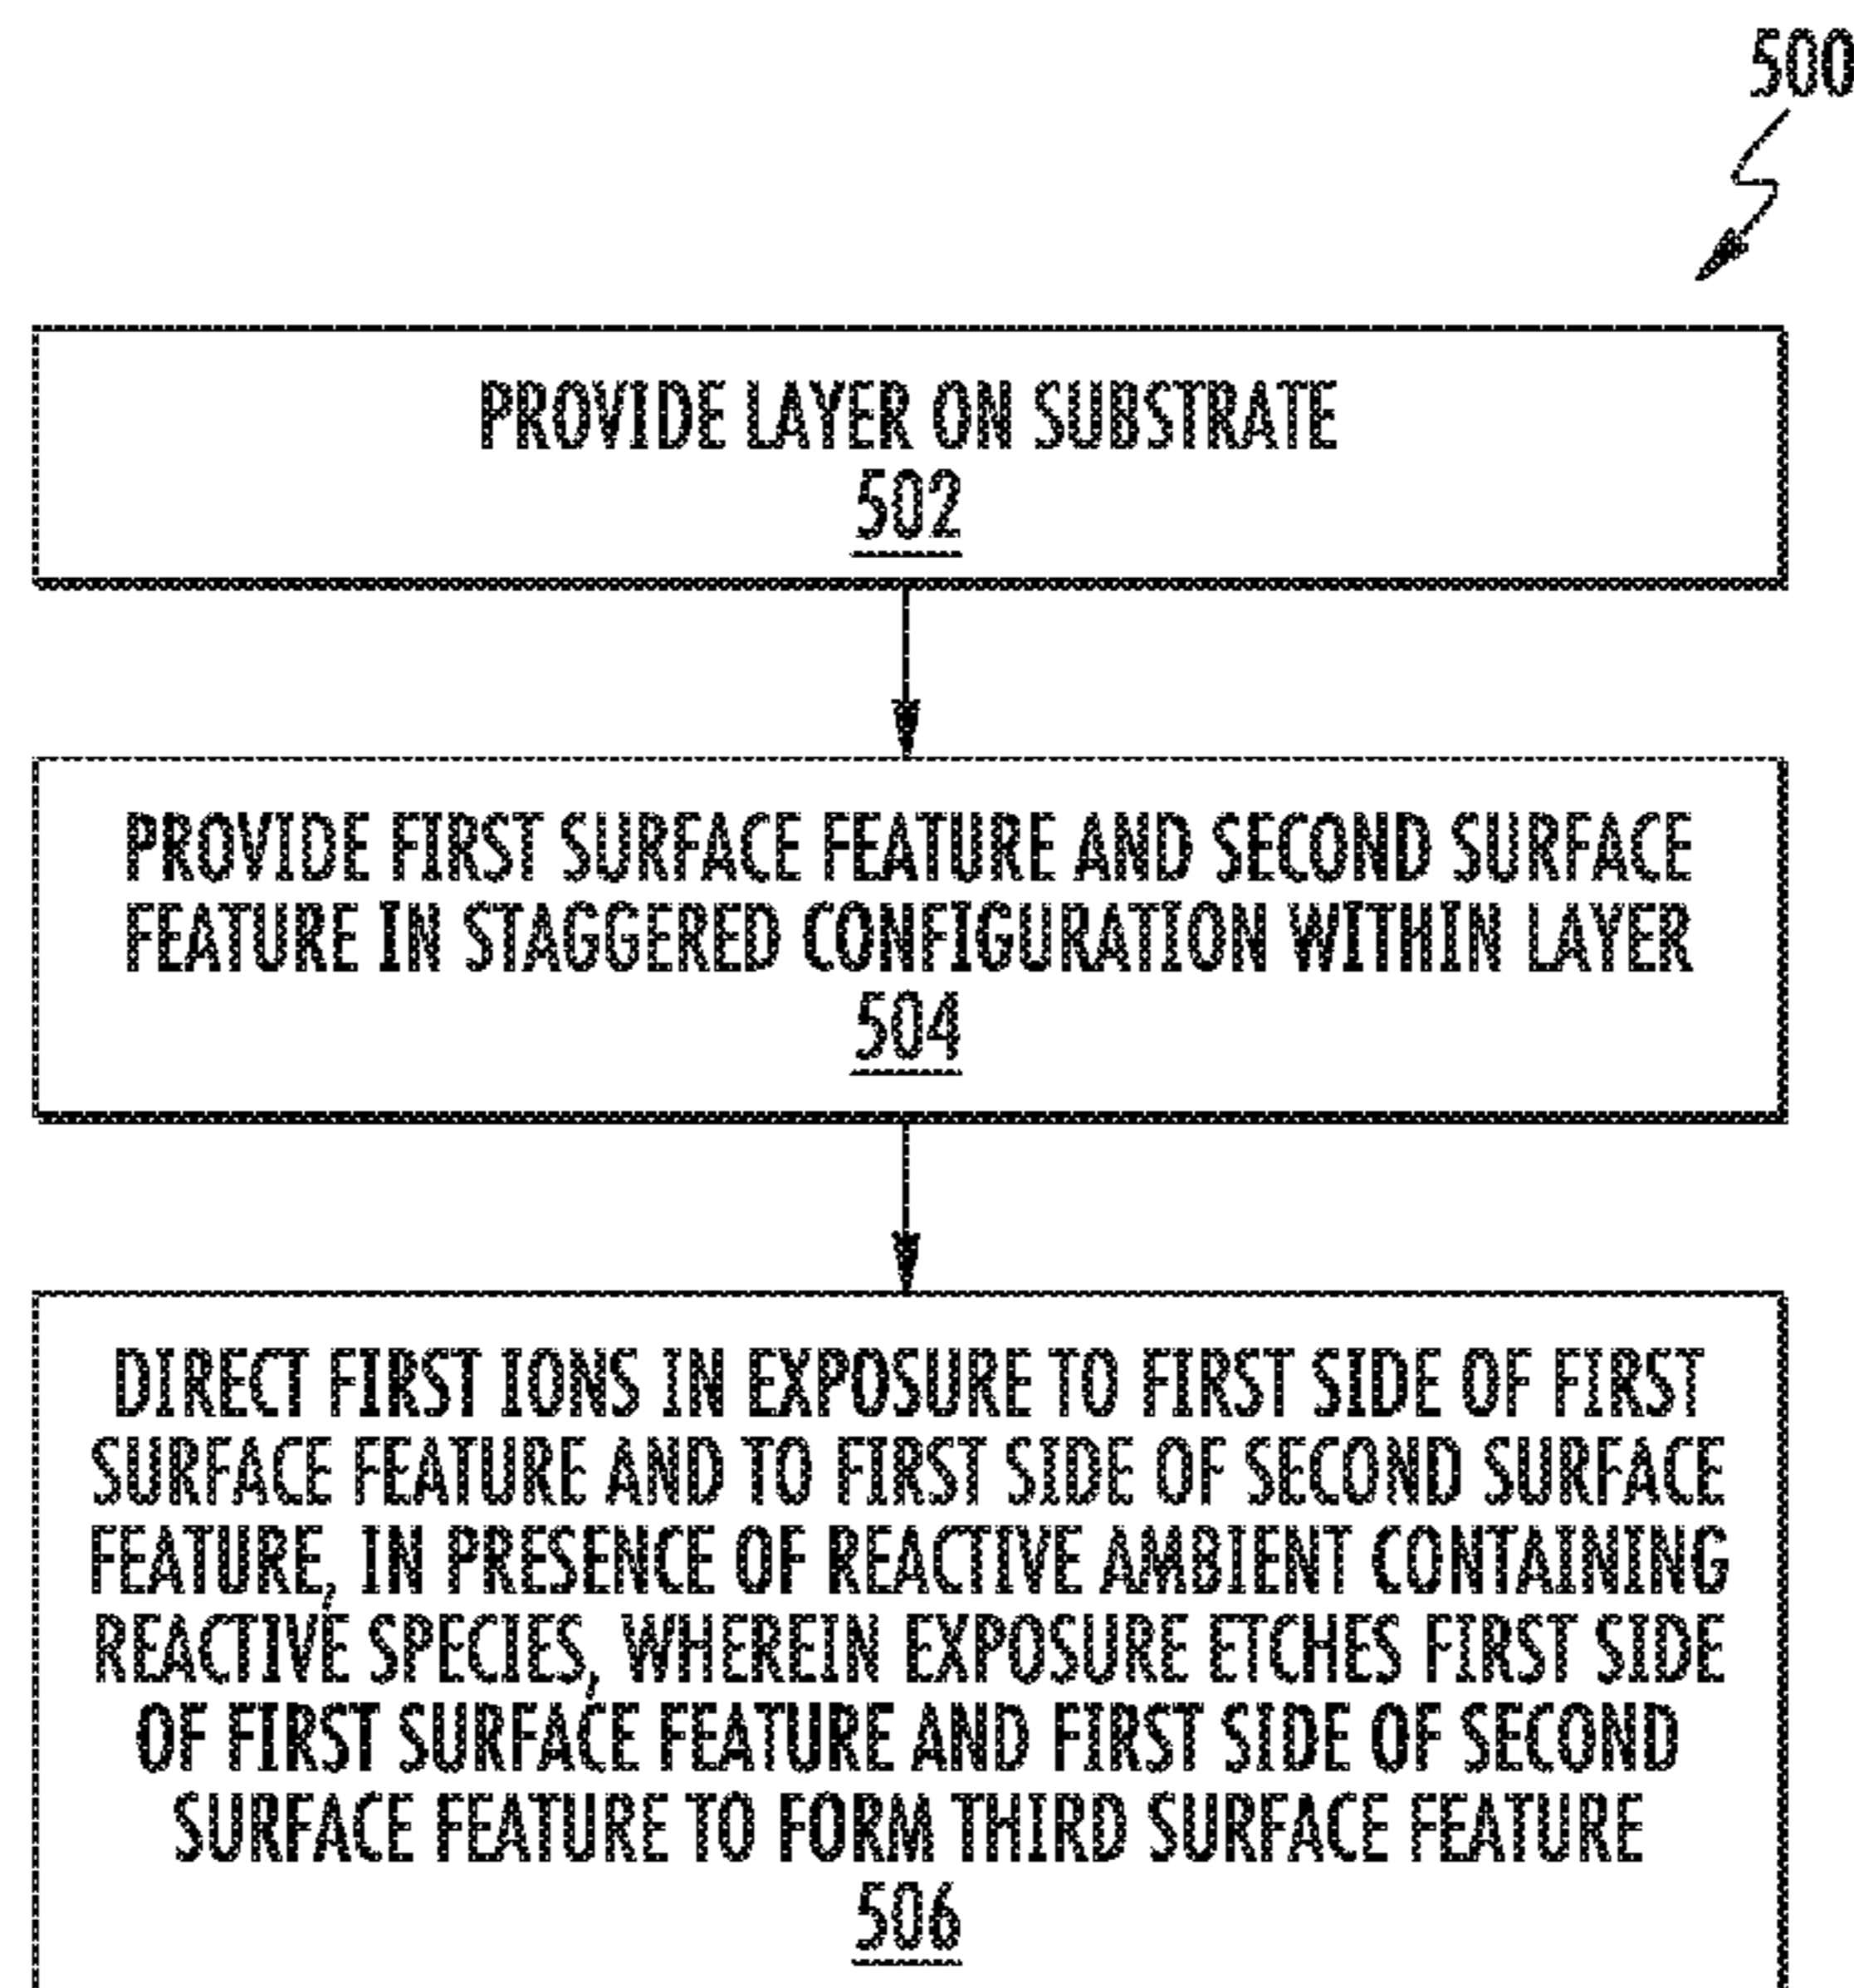 500
PROVIDE LAYER ON SUBSTRATE
502
PROVIDE FIRST SURFACE FEATURE AND SECOND SURFACE
FEATURE IN STAGGERED CONFIGURATION WITHIN LAYER
504
DIRECT FIRST IONS IN EXPOSURE TO FIRST SIDE OF FIRST
SURFACE FEATURE AND TO FIRST SIDE OF SECOND SURFACE
FEATURE, IN PRESENCE OF REACTIVE AMBIENT CONTAINING
REACTIVE SPECIES, WHEREIN EXPOSURE ETCHES FIRST SIDE
OF FIRST SURFACE FEATURE AND FIRST SIDE OF SECOND
SURFACE FEATURE TO FORM THIRD SURFACE FEATURE
506